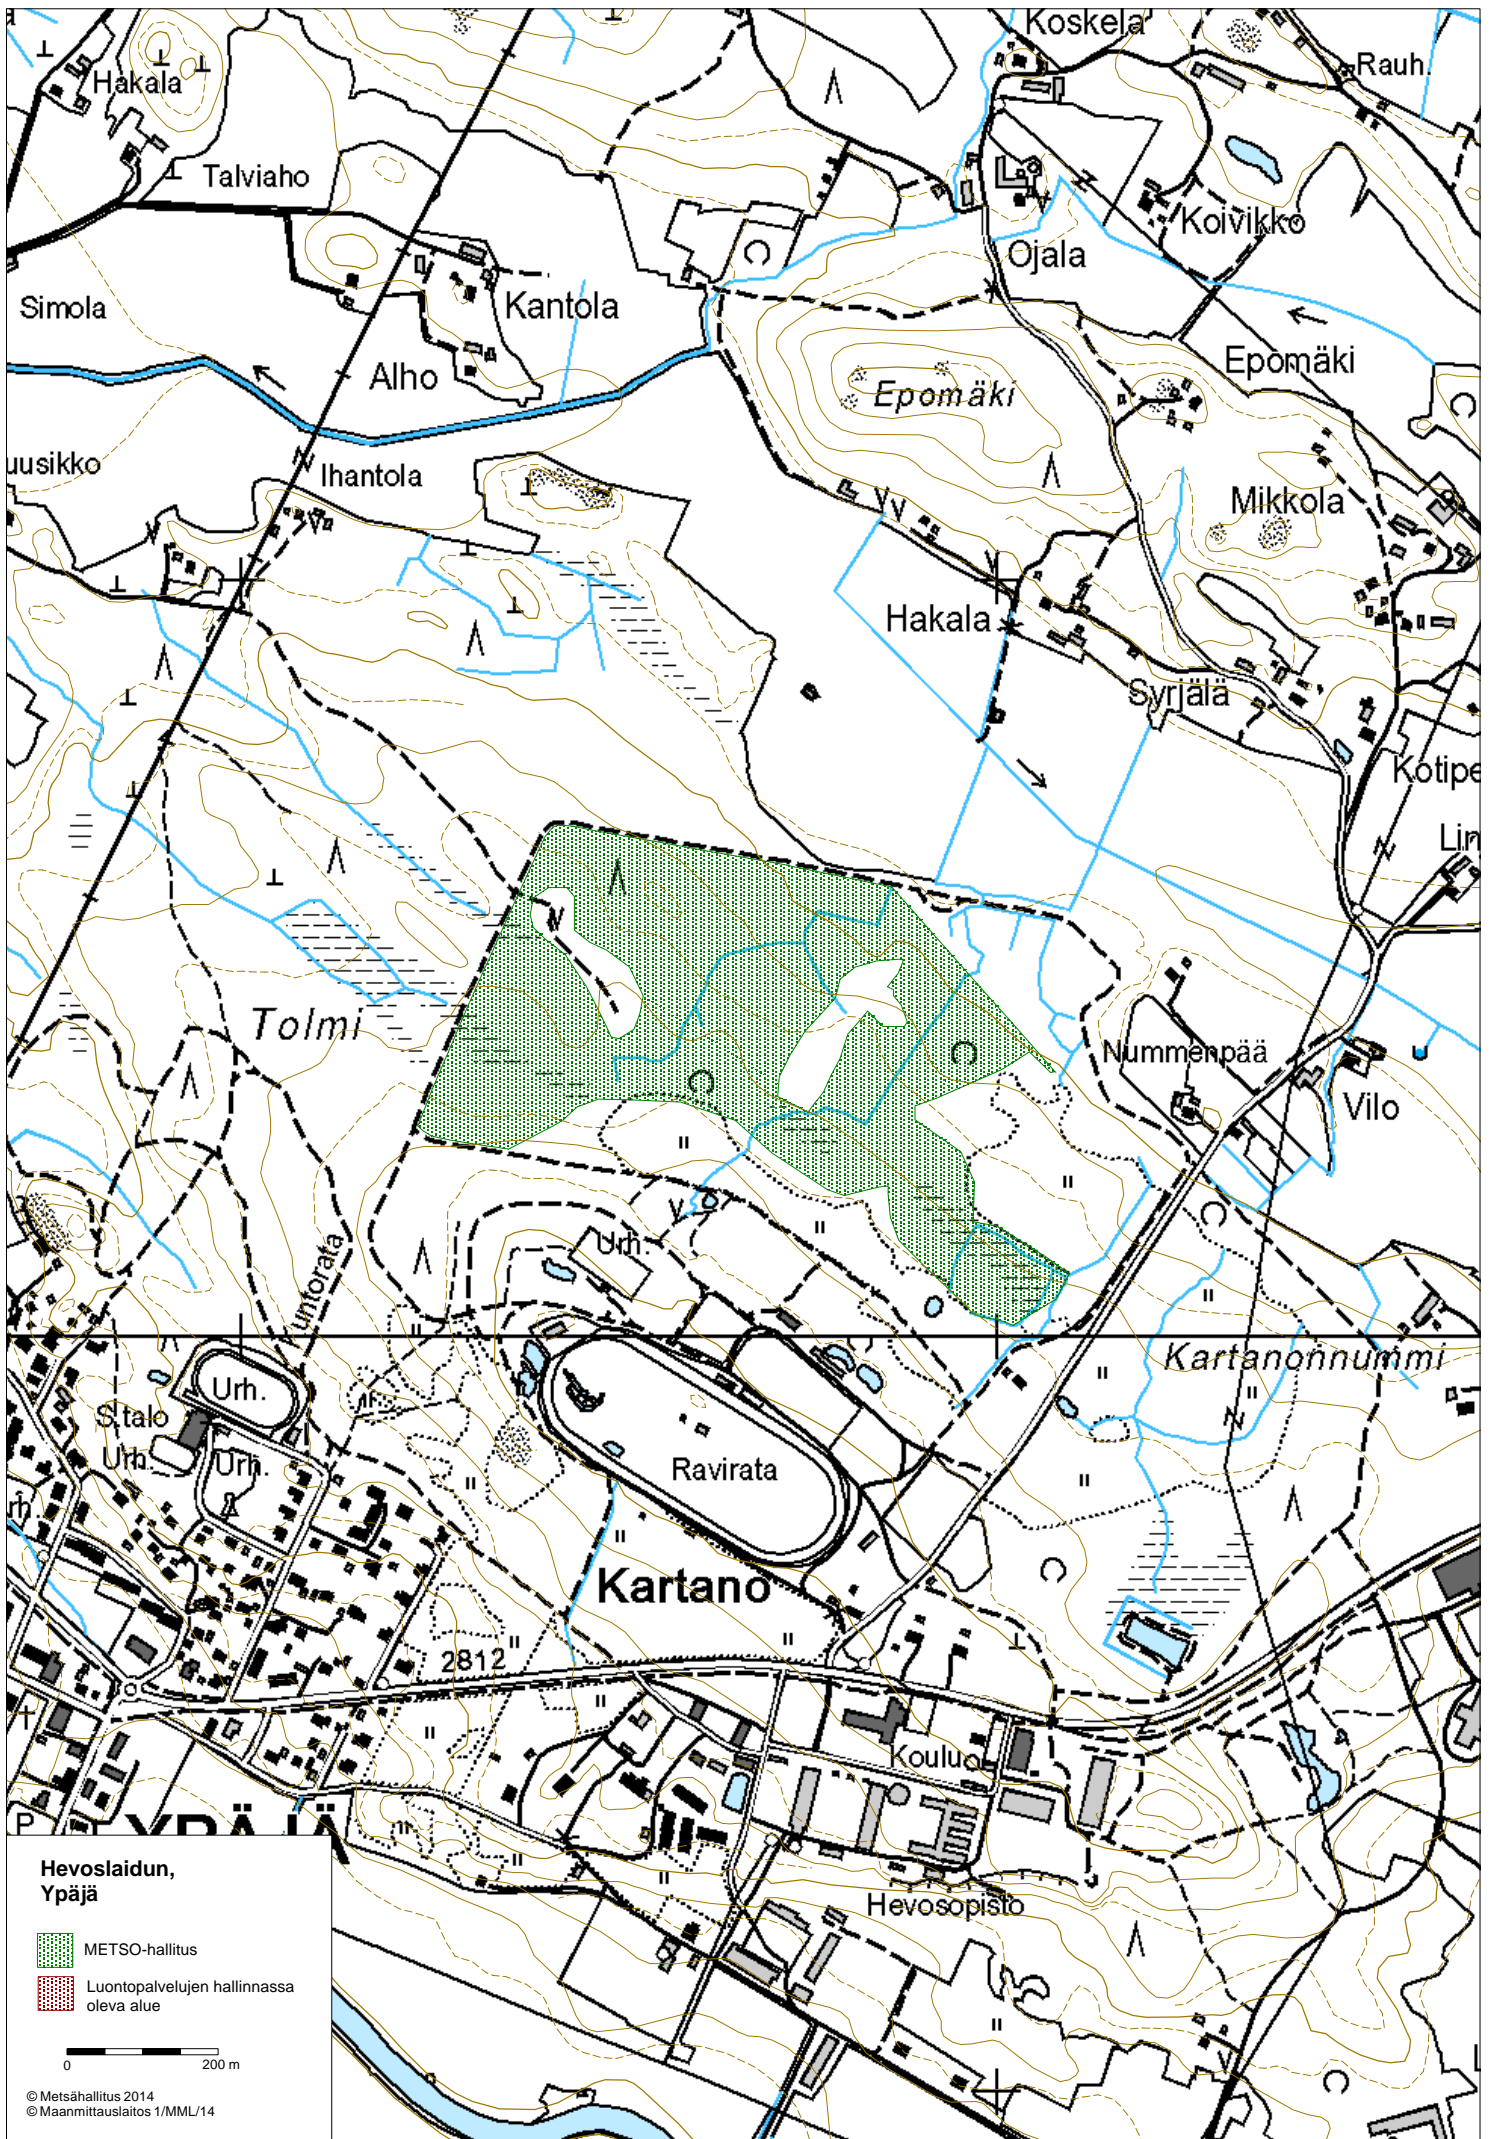 Koskela
Rauh.
Hakala
Talviaho
Koivikko
Ojala
Simola
Kantola
Epomäki
Alho
Epomäki
uusikko
Ihantola
Mikkola
Hakala
Syrjälä
Kotipe
Lin
Tolmi
Nummenpää
Vilo
Urh.
untorata
Kartanonnummi
Urh.
S.talo
Urh.
Urh.
Ravirata
Kartano
2812
Koulu
P
YPÄJÄ
Hevosopisto
Hevoslaidun,
Ypäjä
METSO-hallitus
Luontopalvelujen hallinnassa
oleva alue
0 200 m
© Metsähallitus 2014
© Maanmittauslaitos 1/MML/14